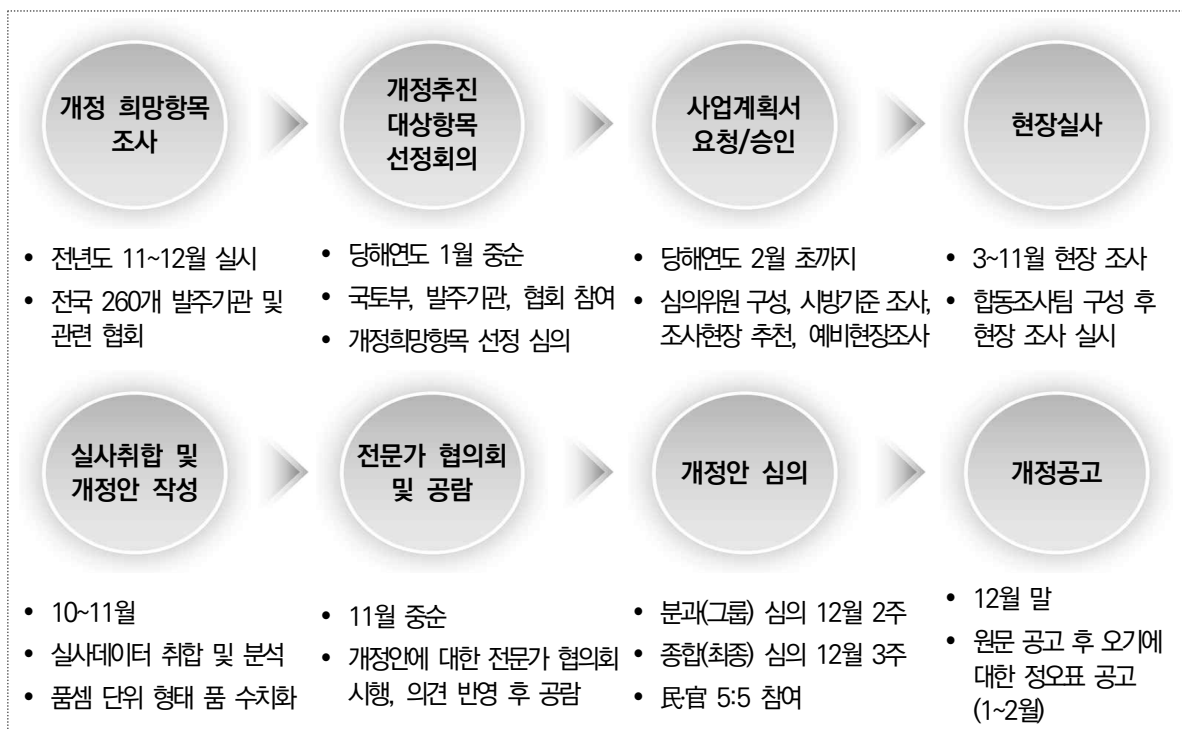 개정 희망항목
조사
개정추진
대상항목
선정회의
사업계획서
요청/승인
현장실사
• 전년도 11~12월 실시
• 전국 260개 발주기관 및
관련 협회
• 당해연도 1월 중순
• 국토부, 발주기관, 협회 참여
• 개정희망항목 선정 심의
• 당해연도 2월 초까지
• 심의위원 구성, 시방기준 조사,
조사현장 추천, 예비현장조사
• 3~11월 현장 조사
• 합동조사팀 구성 후
현장 조사 실시
실사취합 및
개정안 작성
전문가 협의회
및 공람
개정안 심의
개정공고
• 10~11월
• 실사데이터 취합 및 분석
• 품셈 단위 형태 품 수치화
• 11월 중순
• 개정안에 대한 전문가 협의회
시행, 의견 반영 후 공람
• 분과(그룹) 심의 12월 2주
• 종합(최종) 심의 12월 3주
• 民官 5:5 참여
• 12월 말
• 원문 공고 후 오기에
대한 정오표 공고
(1~2월)